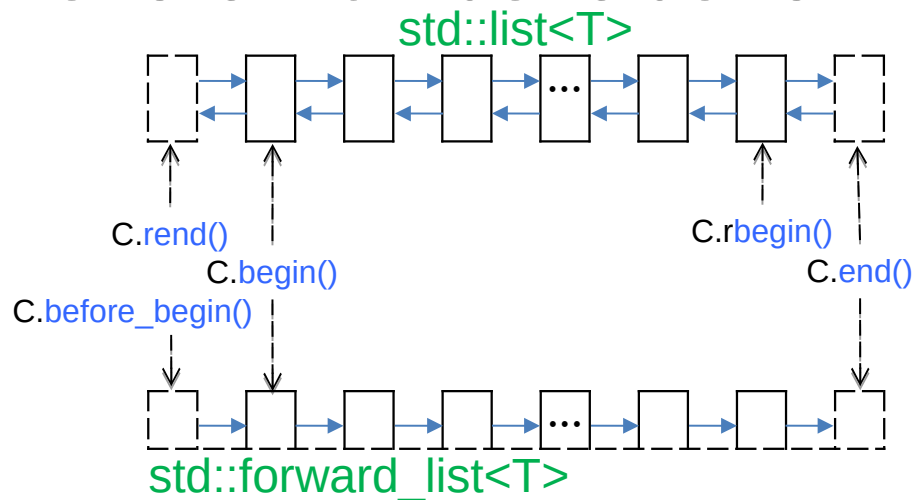 std::list<T>
...
C.rend()
C.rbegin()
C.begin()
C.end()
C.before_begin()
...
std::forward_list<T>